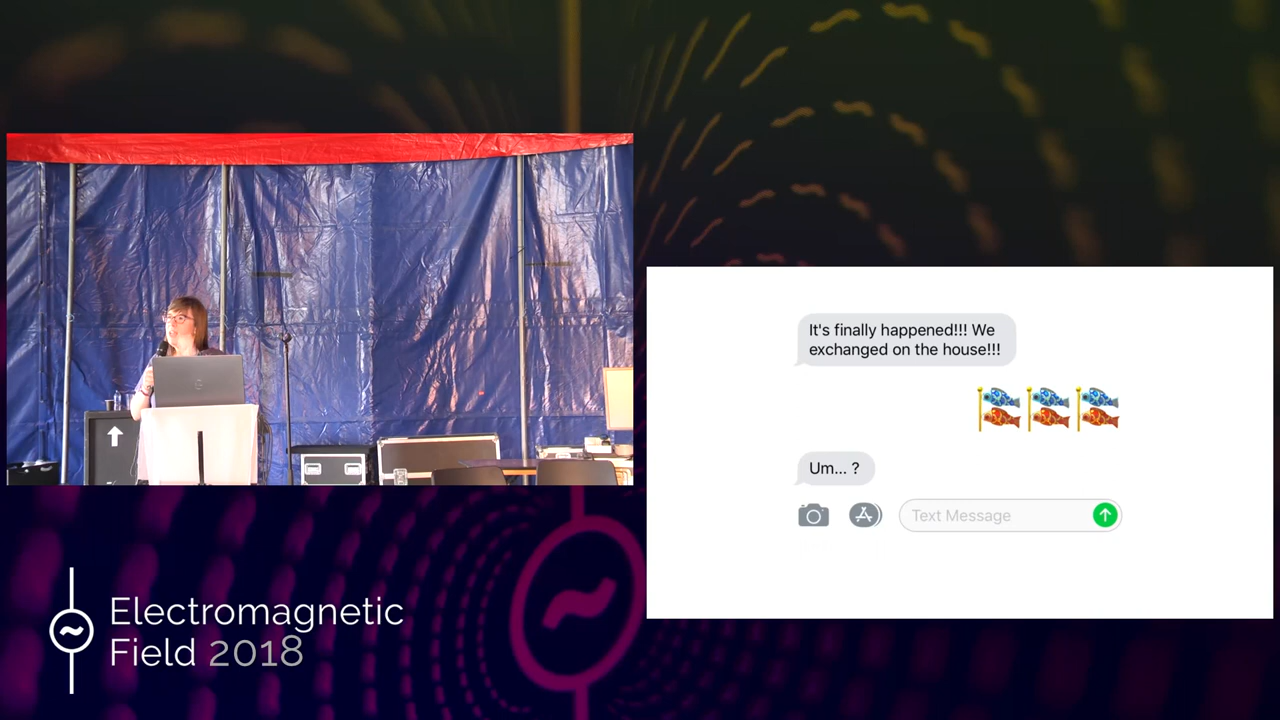 It's finally happened!!! We
exchanged on the house!!!
Um... ?
Text Message
Electromagnetic
Field 2018